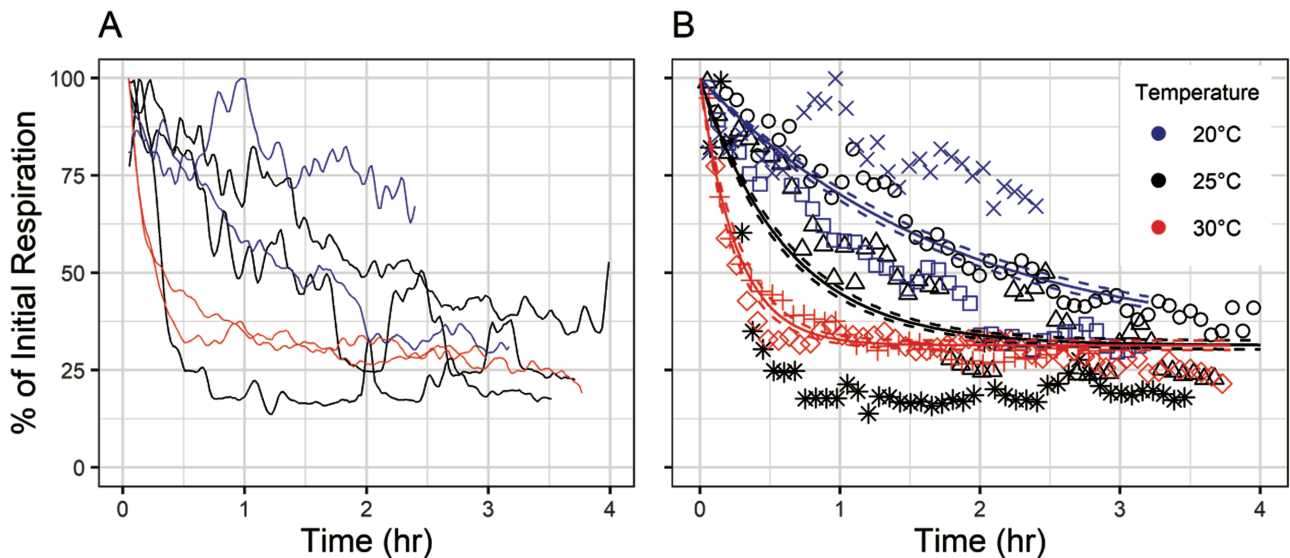 A
B
% of Initial Respiration
100
75
50
25
0
0 1 2 3 4
Time (hr)
Temperature
20°C
25°C
30°C
0 1 2 3 4
Time (hr)